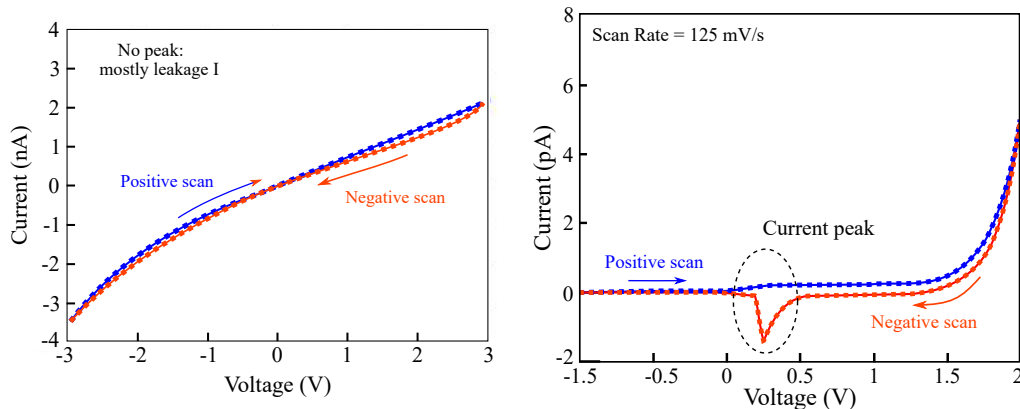 4
3
2
1
0
-1
-2
-3
-4
Current (nA)
No peak:
mostly leakage I
Positive scan
Negative scan
-3
-2
-1
0
1
2
3
Voltage (V)
8
6
4
2
0
-2
Current (pA)
Scan Rate = 125 mV/s
Current peak
Positive scan
Negative scan
-1.5
-0.5
0
0.5
1
1.5
2
Voltage (V)